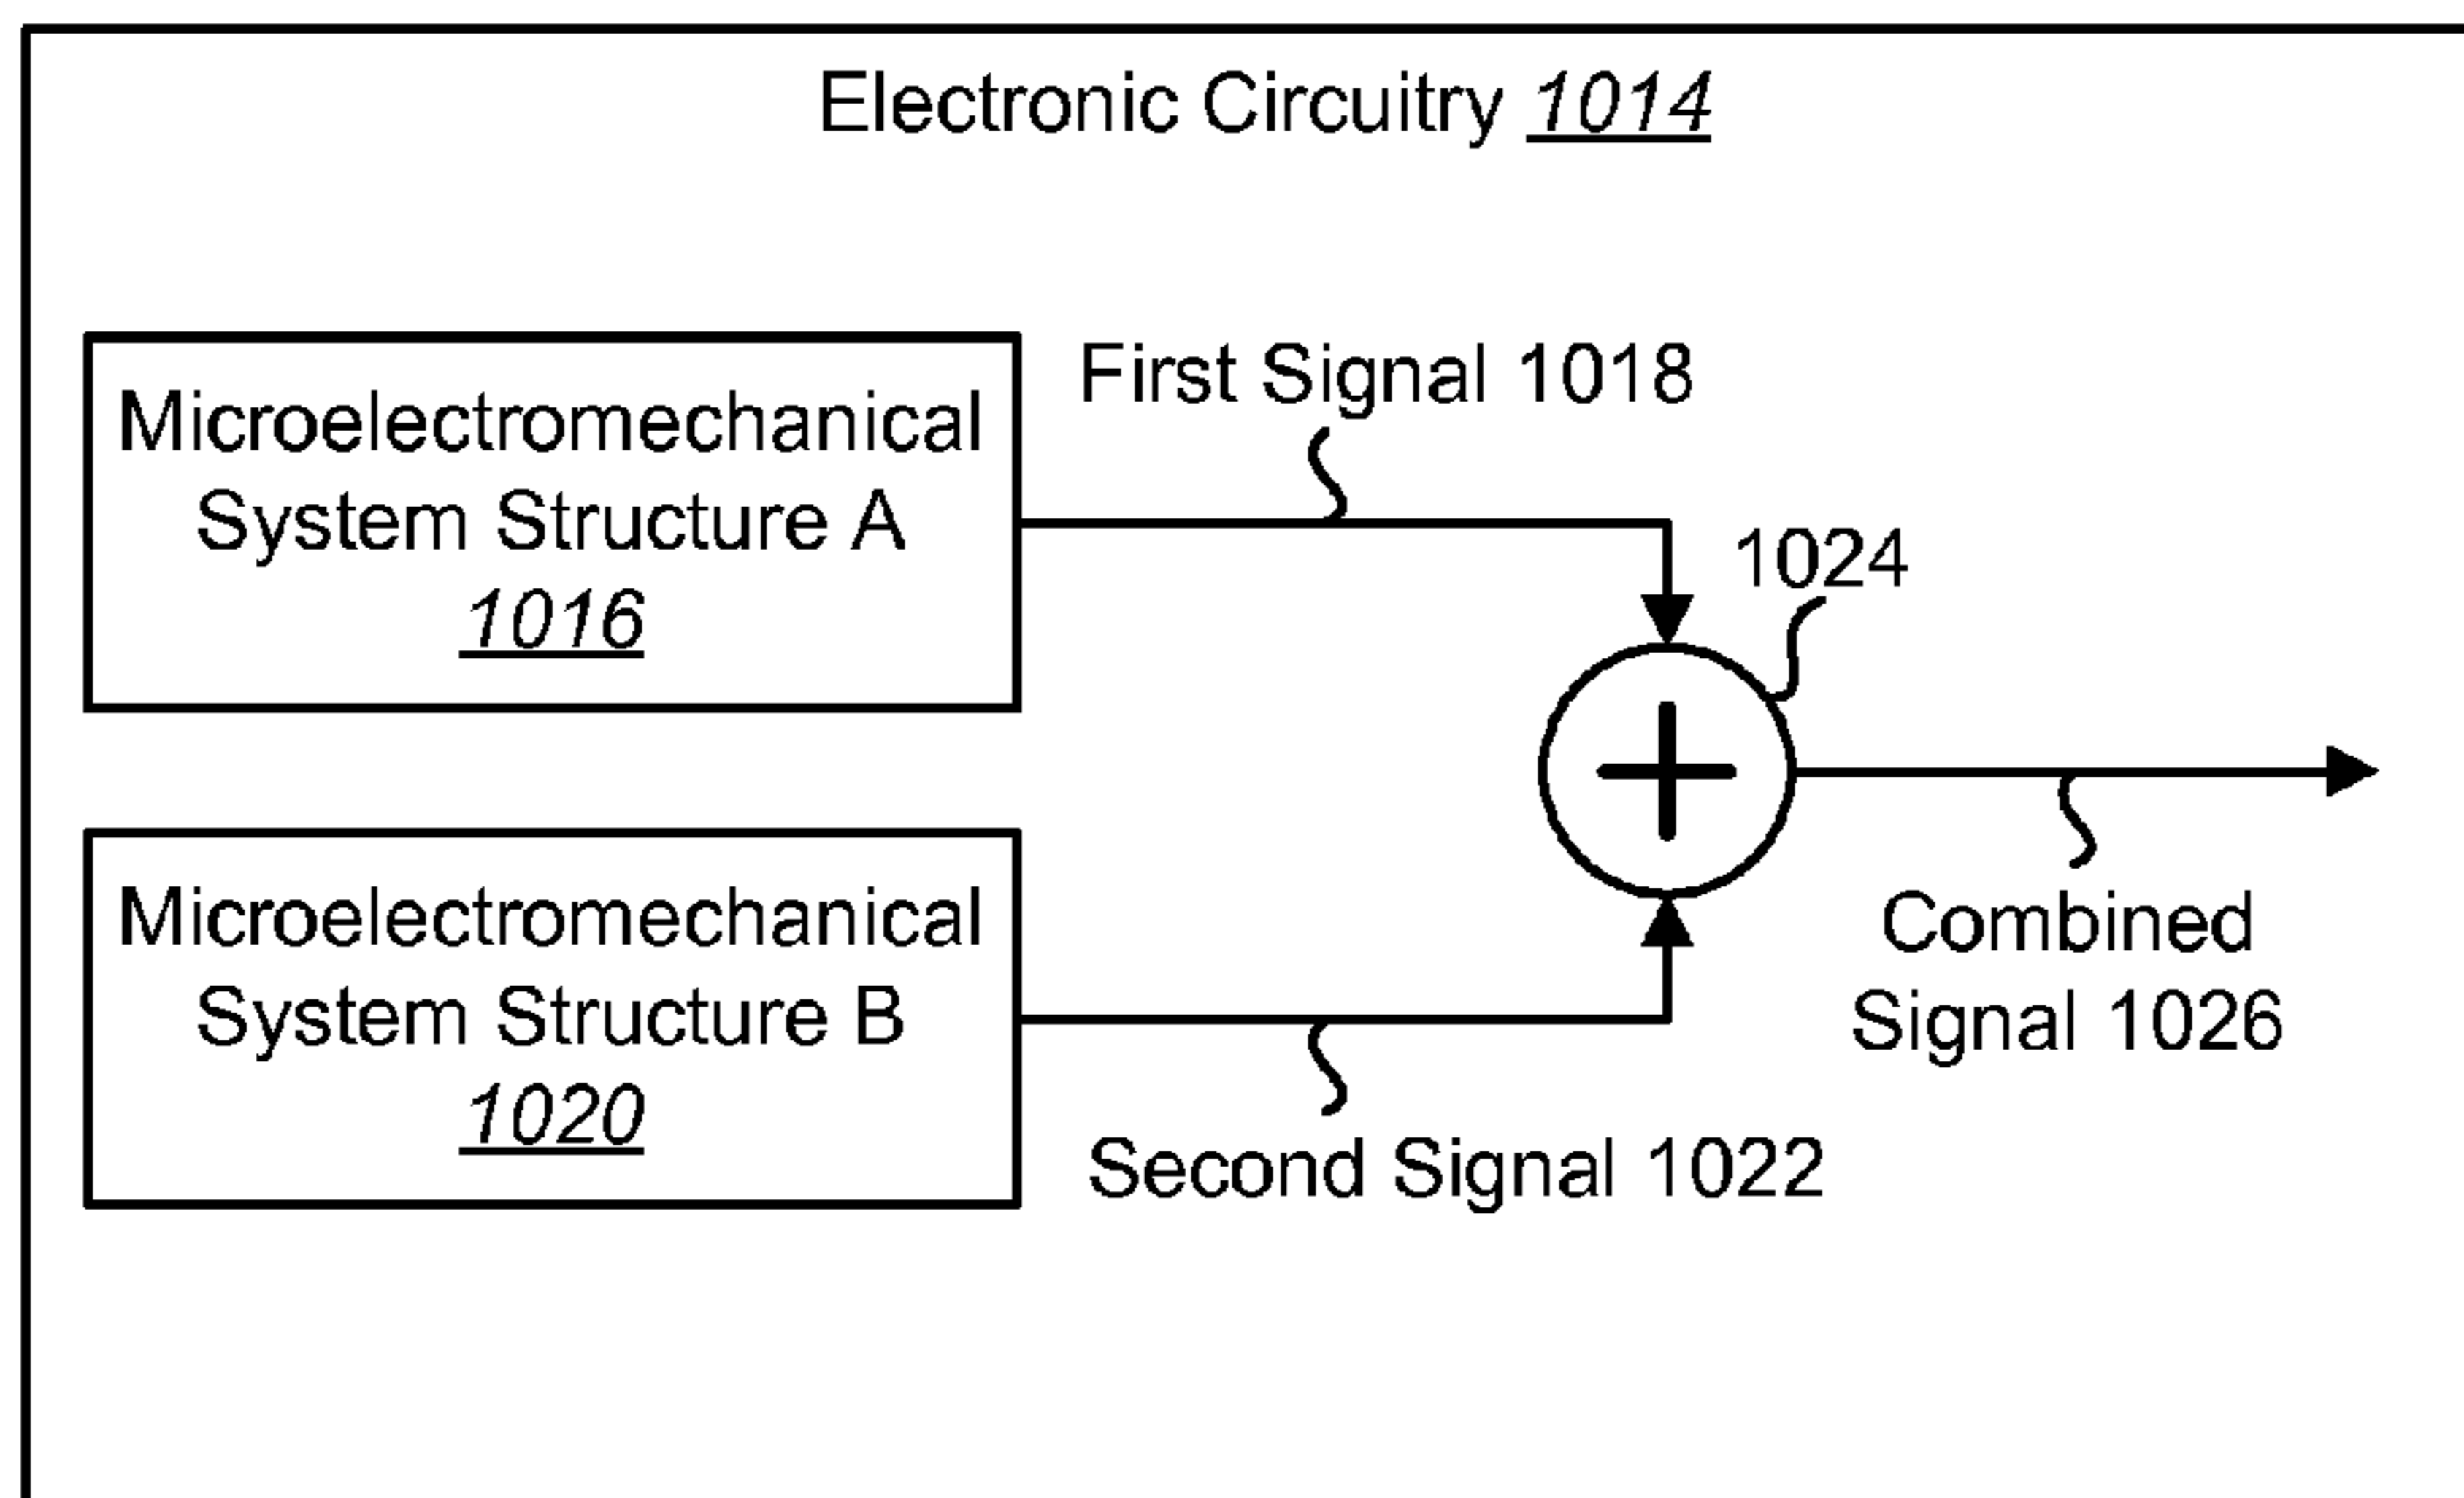 Electronic Circuitry 1014
Microelectromechanical
System Structure A
1016
First Signal 1018
1024
Microelectromechanical
System Structure B
1020
Second Signal 1022
Combined
Signal 1026